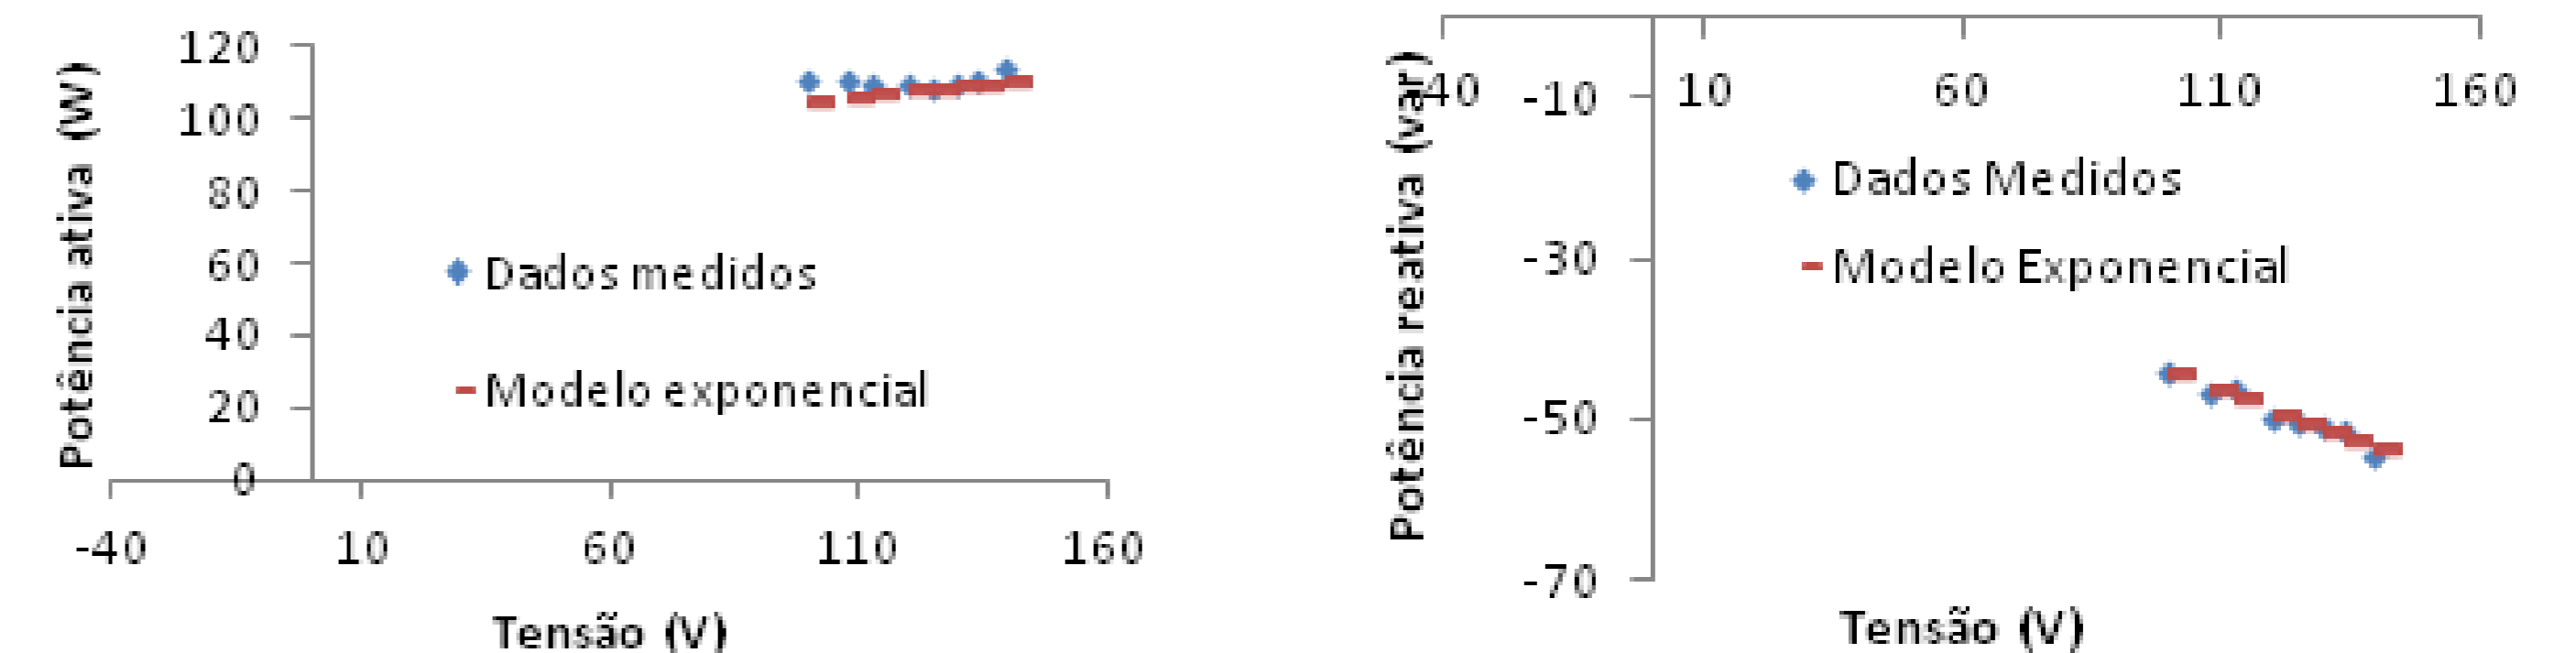 Potência ativa (W)
120
100
80
60
40
20
0
Dados medidos
Modelo exponencial
-40 10 60 110 160
Tensão (V)
Potência reativa (var)
40 10 60 110 160
-10
-30
-50
-70
Dados Medidos
Modelo Exponencial
Tensão (V)